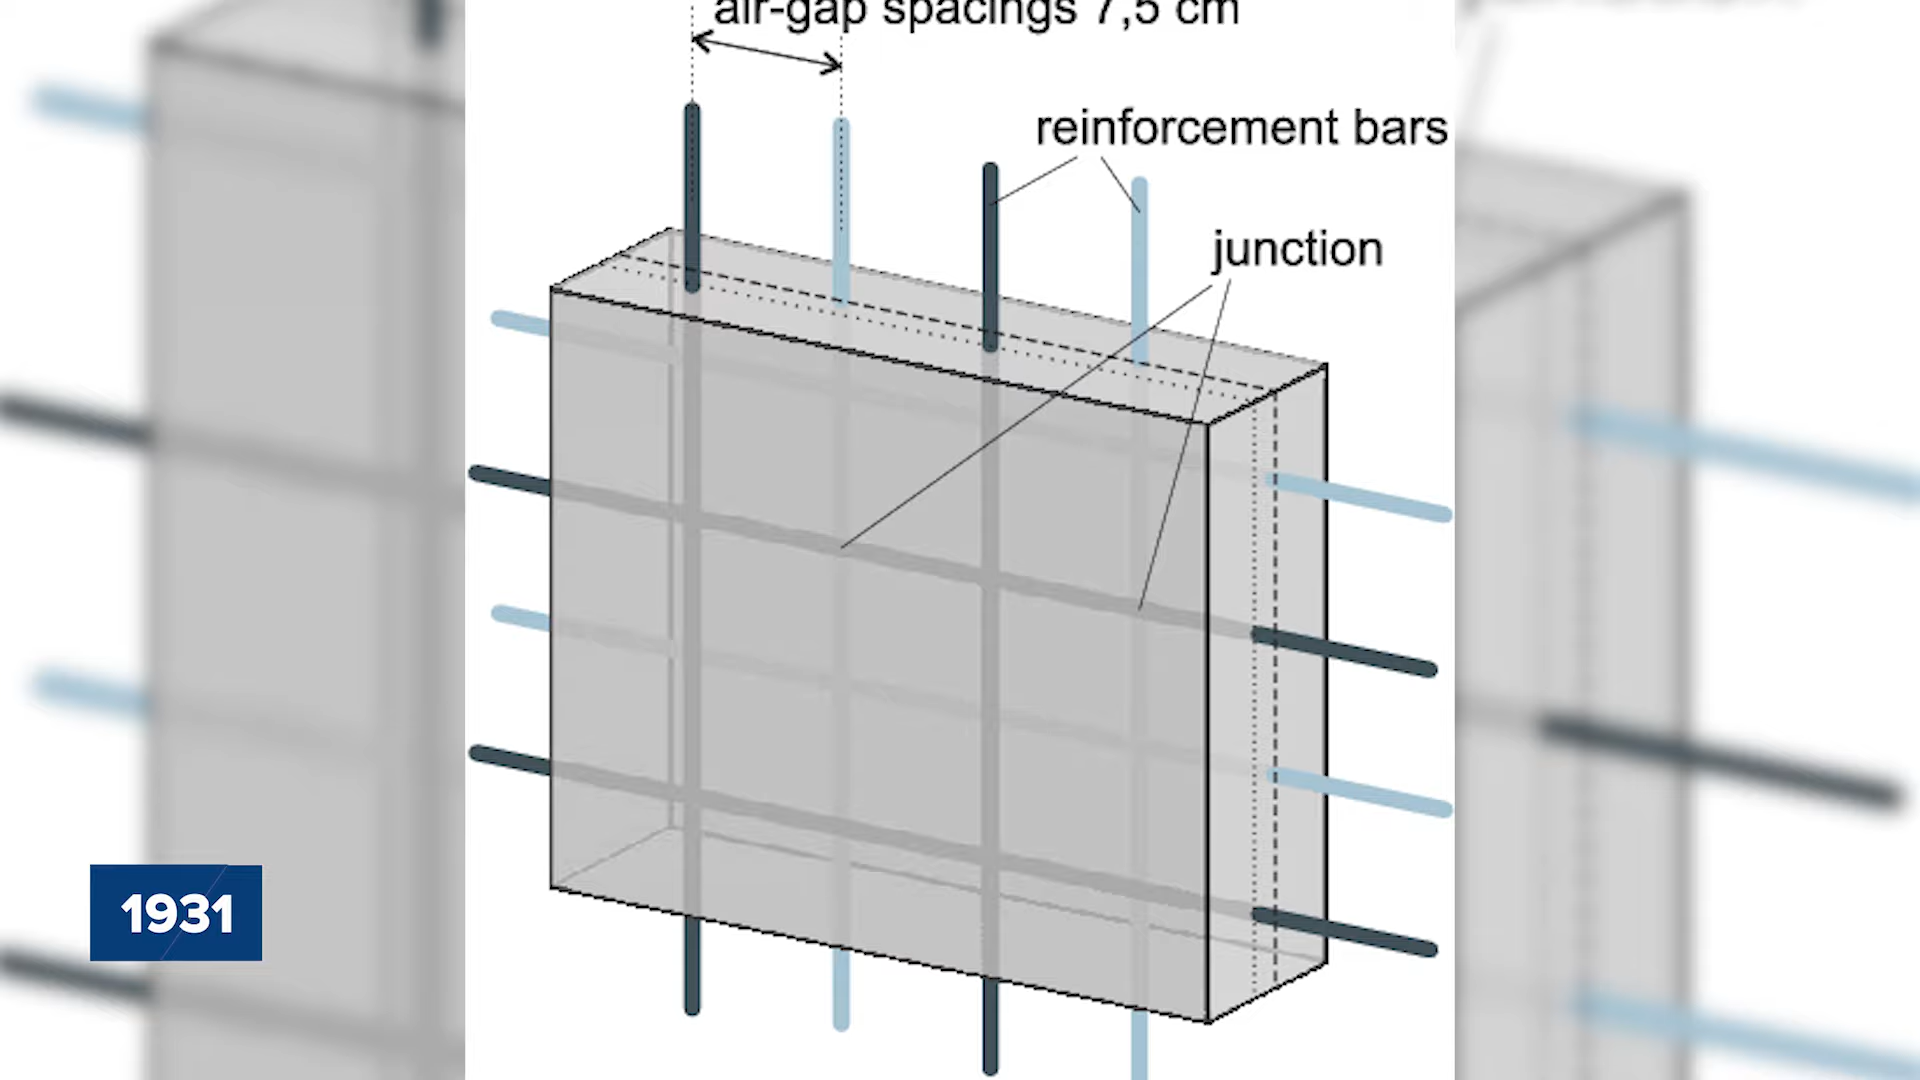 air-gap spacings 7,5 cm
reinforcement bars
junction
1931